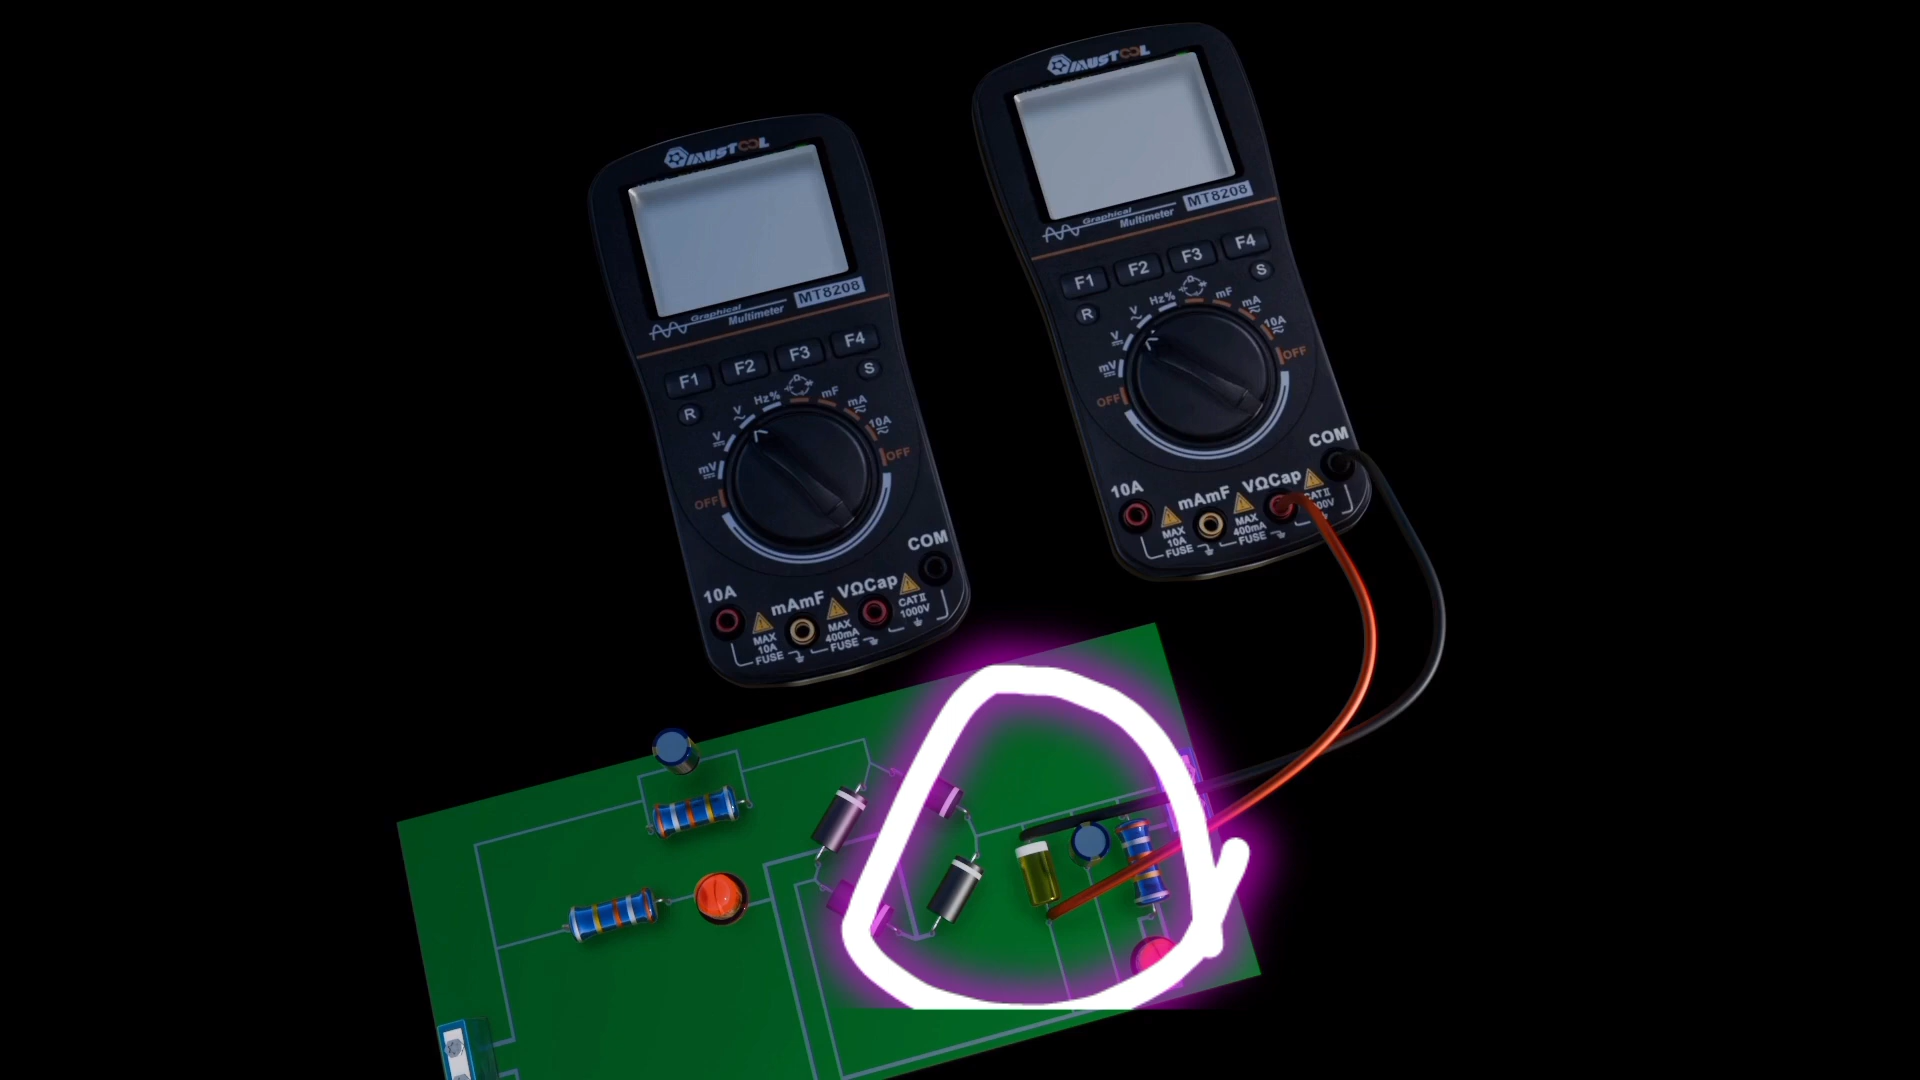 MUSTOOL
MT8208
Graphical
Multimeter
F1 F2 F3 F4
R
S
OFF
mV
V
V
Hz%
mF
mA
10A
OFF
COM
10A
mAmF
VΩCap
MAX
10A
FUSE
MAX
400mA
FUSE
CAT II
1000V
MUSTOOL
MT8208
Graphical
Multimeter
F1 F2 F3 F4
R
S
OFF
mV
V
V
Hz%
mF
mA
10A
OFF
COM
10A
mAmF
VΩCap
MAX
10A
FUSE
MAX
400mA
FUSE